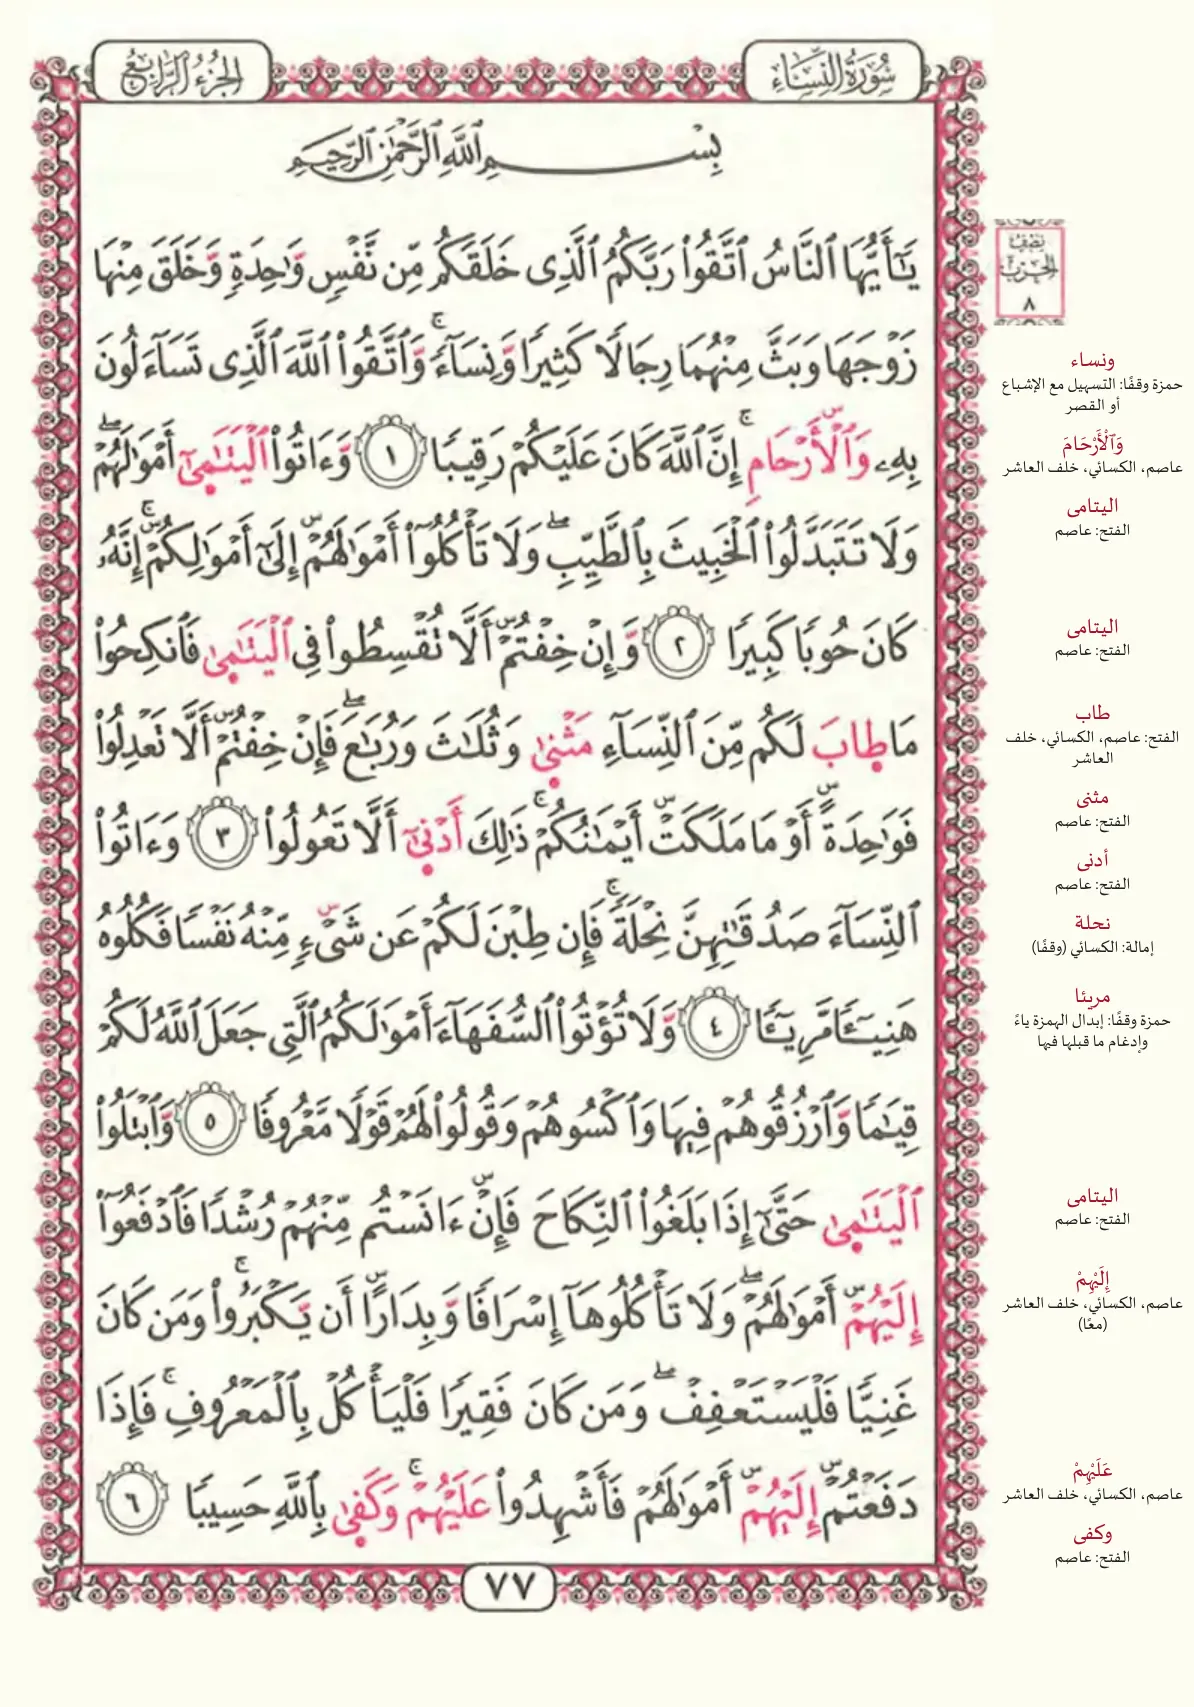 سُورَةُ النِّسَاءِ
الجُزْءُ الرَّابِعُ
بِسْمِ ٱللَّهِ ٱلرَّحْمَٰنِ ٱلرَّحِيمِ
يَٰٓأَيُّهَا ٱلنَّاسُ ٱتَّقُوا۟ رَبَّكُمُ ٱلَّذِى خَلَقَكُم مِّن نَّفْسٍ وَٰحِدَةٍ وَّخَلَقَ مِنْهَا
زَوْجَهَا وَبَثَّ مِنْهُمَا رِجَالًا كَثِيرًا وَّنِسَآءً ۚ وَّٱتَّقُوا۟ ٱللَّهَ ٱلَّذِى تَسَآءَلُونَ
بِهِۦ وَٱلْأَرْحَامِ ۚ إِنَّ ٱللَّهَ كَانَ عَلَيْكُمْ رَقِيبًا ١ وَّءَاتُوا۟ ٱلْيَتَٰمَىٰٓ أَمْوَٰلَهُمْ ۖ
وَلَا تَتَبَدَّلُوا۟ ٱلْخَبِيثَ بِٱلطَّيِّبِ ۖ وَلَا تَأْكُلُوٓا۟ أَمْوَٰلَهُمْ إِلَىٰٓ أَمْوَٰلِكُمْ ۚ إِنَّهُۥ
كَانَ حُوبًا كَبِيرًا ٢ وَّإِنْ خِفْتُمْ أَلَّا تُقْسِطُوا۟ فِى ٱلْيَتَٰمَىٰ فَٱنكِحُوا۟
مَا طَابَ لَكُم مِّنَ ٱلنِّسَآءِ مَثْنَىٰ وَثُلَٰثَ وَرُبَٰعَ ۖ فَإِنْ خِفْتُمْ أَلَّا تَعْدِلُوا۟
فَوَٰحِدَةً أَوْ مَا مَلَكَتْ أَيْمَٰنُكُمْ ۚ ذَٰلِكَ أَدْنَىٰٓ أَلَّا تَعُولُوا۟ ٣ وَءَاتُوا۟
ٱلنِّسَآءَ صَدُقَٰتِهِنَّ نِحْلَةً ۚ فَإِن طِبْنَ لَكُمْ عَن شَىْءٍ مِّنْهُ نَفْسًا فَكُلُوهُ
هَنِيٓـًٔا مَّرِيٓـًٔا ٤ وَّلَا تُؤْتُوا۟ ٱلسُّفَهَآءَ أَمْوَٰلَكُمُ ٱلَّتِى جَعَلَ ٱللَّهُ لَكُمْ
قِيَٰمًا وَّٱرْزُقُوهُمْ فِيهَا وَٱكْسُوهُمْ وَقُولُوا۟ لَهُمْ قَوْلًا مَّعْرُوفًا ٥ وَّٱبْتَلُوا۟
ٱلْيَتَٰمَىٰ حَتَّىٰٓ إِذَا بَلَغُوا۟ ٱلنِّكَاحَ فَإِنْ ءَانَسْتُم مِّنْهُمْ رُشْدًا فَٱدْفَعُوٓا۟
إِلَيْهُمْ أَمْوَٰلَهُمْ ۖ وَلَا تَأْكُلُوهَآ إِسْرَافًا وَّبِدَارًا أَن يَّكْبَرُوا۟ ۚ وَمَن كَانَ
غَنِيًّا فَلْيَسْتَعْفِفْ ۖ وَمَن كَانَ فَقِيرًا فَلْيَأْكُلْ بِٱلْمَعْرُوفِ ۚ فَإِذَا
دَفَعْتُمْ إِلَيْهُمْ أَمْوَٰلَهُمْ فَأَشْهِدُوا۟ عَلَيْهُمْ ۚ وَكَفَىٰ بِٱللَّهِ حَسِيبًا ٦
٧٧
نصف
الحزب
٨
ونساء
حمزة وقفًا: التسهيل مع الإشباع
أو القصر
وَٱلْأَرْحَامَ
عاصم، الكسائي، خلف العاشر
اليتامى
الفتح: عاصم
اليتامى
الفتح: عاصم
طاب
الفتح: عاصم، الكسائي، خلف
العاشر
مثنى
الفتح: عاصم
أدنى
الفتح: عاصم
نحلة
إمالة: الكسائي (وقفًا)
مريئا
حمزة وقفًا: إبدال الهمزة ياءً
وإدغام ما قبلها فيها
اليتامى
الفتح: عاصم
إِلَيْهِمْ
عاصم، الكسائي، خلف العاشر
(معًا)
عَلَيْهِمْ
عاصم، الكسائي، خلف العاشر
وكفى
الفتح: عاصم